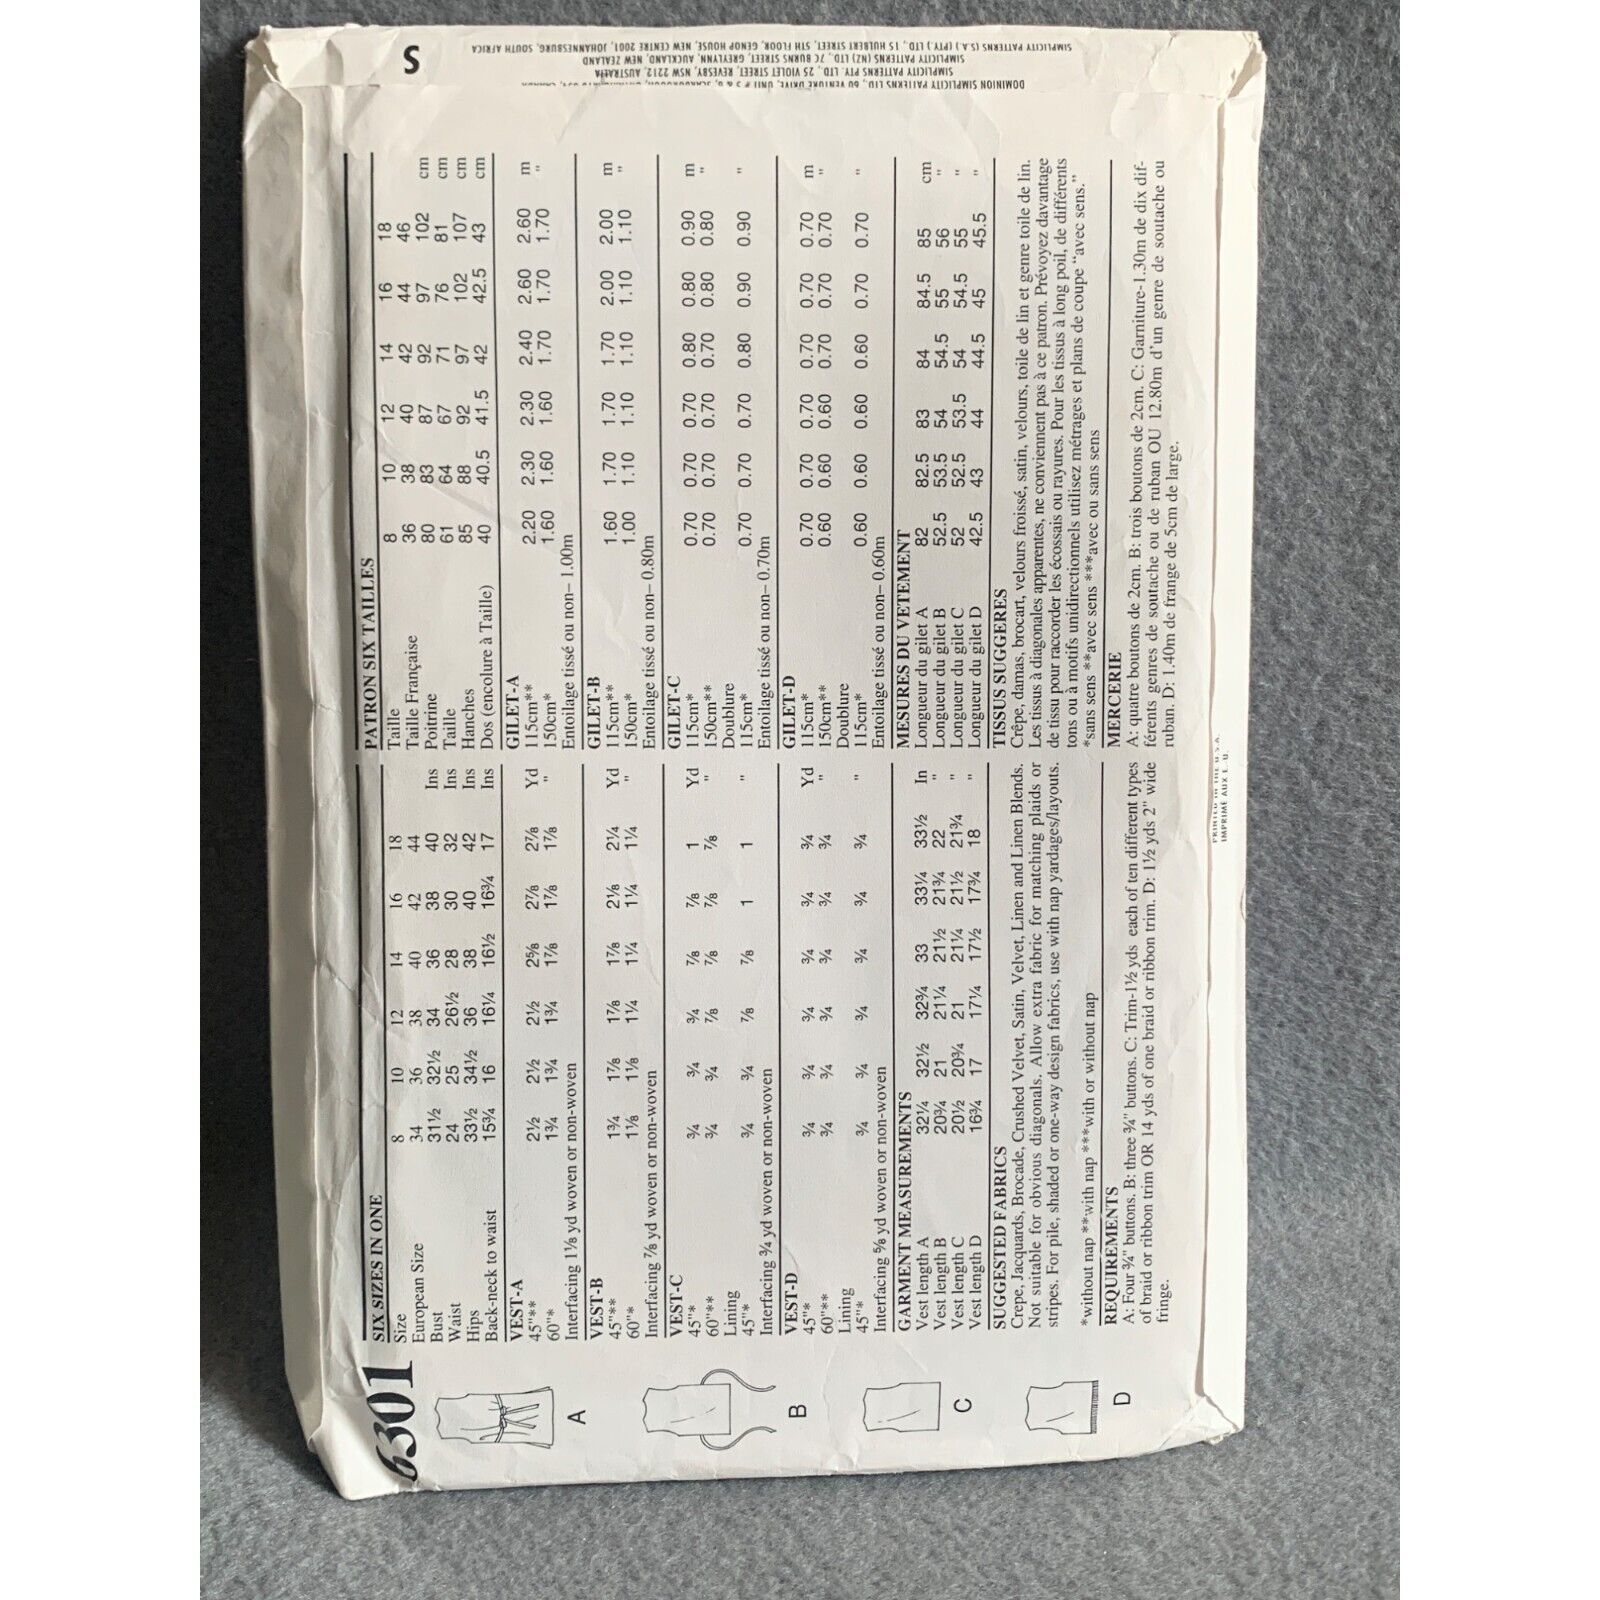 6301
SIX SIZES IN ONE
Size 8 10 12 14 16 18
European Size 34 36 38 40 42 44
Bust 31½ 32½ 34 36 38 40 Ins
Waist 24 25 26½ 28 30 32 Ins
Hips 33½ 34½ 36 38 40 42 Ins
Back-neck to waist 15¾ 16 16¼ 16½ 16¾ 17 Ins
VEST-A
45"** 2½ 2½ 2½ 2⅝ 2⅞ 2⅞ Yd
60"* 1¾ 1¾ 1¾ 1⅞ 1⅞ 1⅞ "
Interfacing 1⅛ yd woven or non-woven
VEST-B
45"** 1¾ 1⅞ 1⅞ 1⅞ 2⅛ 2¼ Yd
60"* 1⅛ 1⅛ 1¼ 1¼ 1¼ 1¼ "
Interfacing ⅞ yd woven or non-woven
VEST-C
45"* ¾ ¾ ¾ ⅞ ⅞ 1 Yd
60"** ¾ ¾ ⅞ ⅞ ⅞ ⅞ "
Lining
45"* ¾ ¾ ⅞ ⅞ 1 1 "
Interfacing ¾ yd woven or non-woven
VEST-D
45"* ¾ ¾ ¾ ¾ ¾ ¾ Yd
60"** ¾ ¾ ¾ ¾ ¾ ¾ "
Lining
45"* ¾ ¾ ¾ ¾ ¾ ¾ "
Interfacing ⅝ yd woven or non-woven
GARMENT MEASUREMENTS
Vest length A 32¼ 32½ 32¾ 33 33¼ 33½ In
Vest length B 20¾ 21 21¼ 21½ 21¾ 22 "
Vest length C 20½ 20¾ 21 21¼ 21½ 21¾ "
Vest length D 16¾ 17 17¼ 17½ 17¾ 18 "
SUGGESTED FABRICS
Crepe, Jacquards, Brocade, Crushed Velvet, Satin, Velvet, Linen and Linen Blends.
Not suitable for obvious diagonals. Allow extra fabric for matching plaids or
stripes. For pile, shaded or one-way design fabrics, use with nap yardages/layouts.
*without nap **with nap ***with or without nap
REQUIREMENTS
A: Four ¾" buttons. B: three ¾" buttons. C: Trim-1½ yds each of ten different types
of braid or ribbon trim OR 14 yds of one braid or ribbon trim. D: 1½ yds 2" wide
fringe.
A
B
C
D
PATRON SIX TAILLES
Taille 8 10 12 14 16 18
Taille Française 36 38 40 42 44 46
Poitrine 80 83 87 92 97 102 cm
Taille 61 64 67 71 76 81 cm
Hanches 85 88 92 97 102 107 cm
Dos (encolure à Taille) 40 40.5 41.5 42 42.5 43 cm
GILET-A
115cm** 2.20 2.30 2.30 2.40 2.60 2.60 m
150cm* 1.60 1.60 1.60 1.70 1.70 1.70 "
Entoilage tissé ou non– 1.00m
GILET-B
115cm** 1.60 1.70 1.70 1.70 2.00 2.00 m
150cm* 1.00 1.10 1.10 1.10 1.10 1.10 "
Entoilage tissé ou non– 0.80m
GILET-C
115cm* 0.70 0.70 0.70 0.80 0.80 0.90 m
150cm** 0.70 0.70 0.70 0.70 0.80 0.80 "
Doublure
115cm* 0.70 0.70 0.70 0.80 0.90 0.90 "
Entoilage tissé ou non– 0.70m
GILET-D
115cm* 0.70 0.70 0.70 0.70 0.70 0.70 m
150cm** 0.60 0.60 0.60 0.70 0.70 0.70 "
Doublure
115cm* 0.60 0.60 0.60 0.60 0.70 0.70 "
Entoilage tissé ou non– 0.60m
MESURES DU VETEMENT
Longueur du gilet A 82 82.5 83 84 84.5 85 cm
Longueur du gilet B 52.5 53.5 54 54.5 55 56 "
Longueur du gilet C 52 52.5 53.5 54 54.5 55 "
Longueur du gilet D 42.5 43 44 44.5 45 45.5 "
TISSUS SUGGERES
Crêpe, damas, brocart, velours froissé, satin, velours, toile de lin et genre toile de lin.
Les tissus à diagonales apparentes, ne conviennent pas à ce patron. Prévoyez davantage
de tissu pour raccorder les écossais ou rayures. Pour les tissus à long poil, de différents
tons ou à motifs unidirectionnels utilisez métrages et plans de coupe “avec sens.”
*sans sens **avec sens ***avec ou sans sens
MERCERIE
A: quatre boutons de 2cm. B: trois boutons de 2cm. C: Garniture-1.30m de dix dif-
férents genres de soutache ou de ruban OU 12.80m d'un genre de soutache ou
ruban. D: 1.40m de frange de 5cm de large.
PRINTED IN THE U.S.A.
IMPRIMÉ AUX E. U.
DOMINION SIMPLICITY PATTERNS LTD., 60 VENTURE DRIVE, UNIT # 5 & 6,
SIMPLICITY PATTERNS PTY. LTD., 25 VIOLET STREET, REVESBY, NSW 2212, AUSTRALIA
SIMPLICITY PATTERNS (NZ) LTD., 7C BURNS STREET, GREYLYNN, AUCKLAND, NEW ZEALAND
SIMPLICITY PATTERNS (S.A.) (PTY.) LTD., 15 HULBERT STREET, 5TH FLOOR, GENOP HOUSE, NEW CENTRE 2001, JOHANNESBURG, SOUTH AFRICA
S